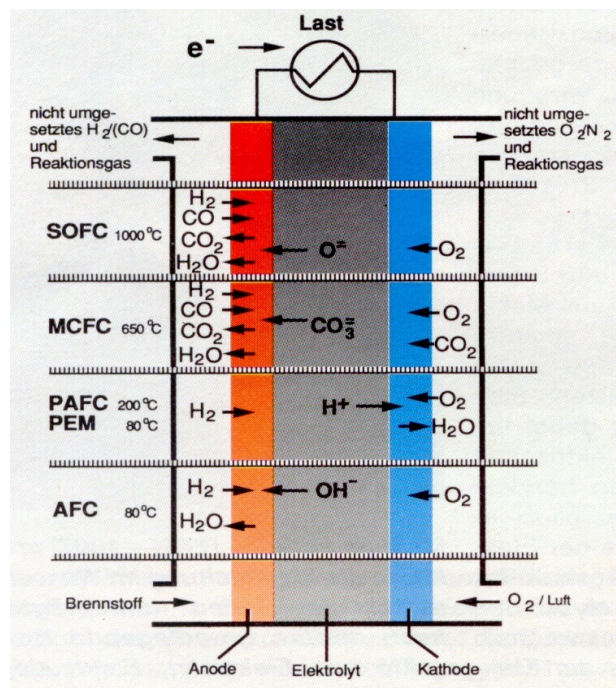 Last
e⁻
nicht umge-
setztes H₂/(CO)
und
Reaktionsgas
nicht umge-
setztes O₂/N₂
und
Reaktionsgas
SOFC 1000 °C
H₂
CO
CO₂
H₂O
O⁼
O₂
MCFC 650 °C
H₂
CO
CO₂
H₂O
CO₃⁼
O₂
CO₂
PAFC 200 °C
PEM 80 °C
H₂
H⁺
O₂
H₂O
AFC 80 °C
H₂
H₂O
OH⁻
O₂
Brennstoff
O₂ / Luft
Anode
Elektrolyt
Kathode